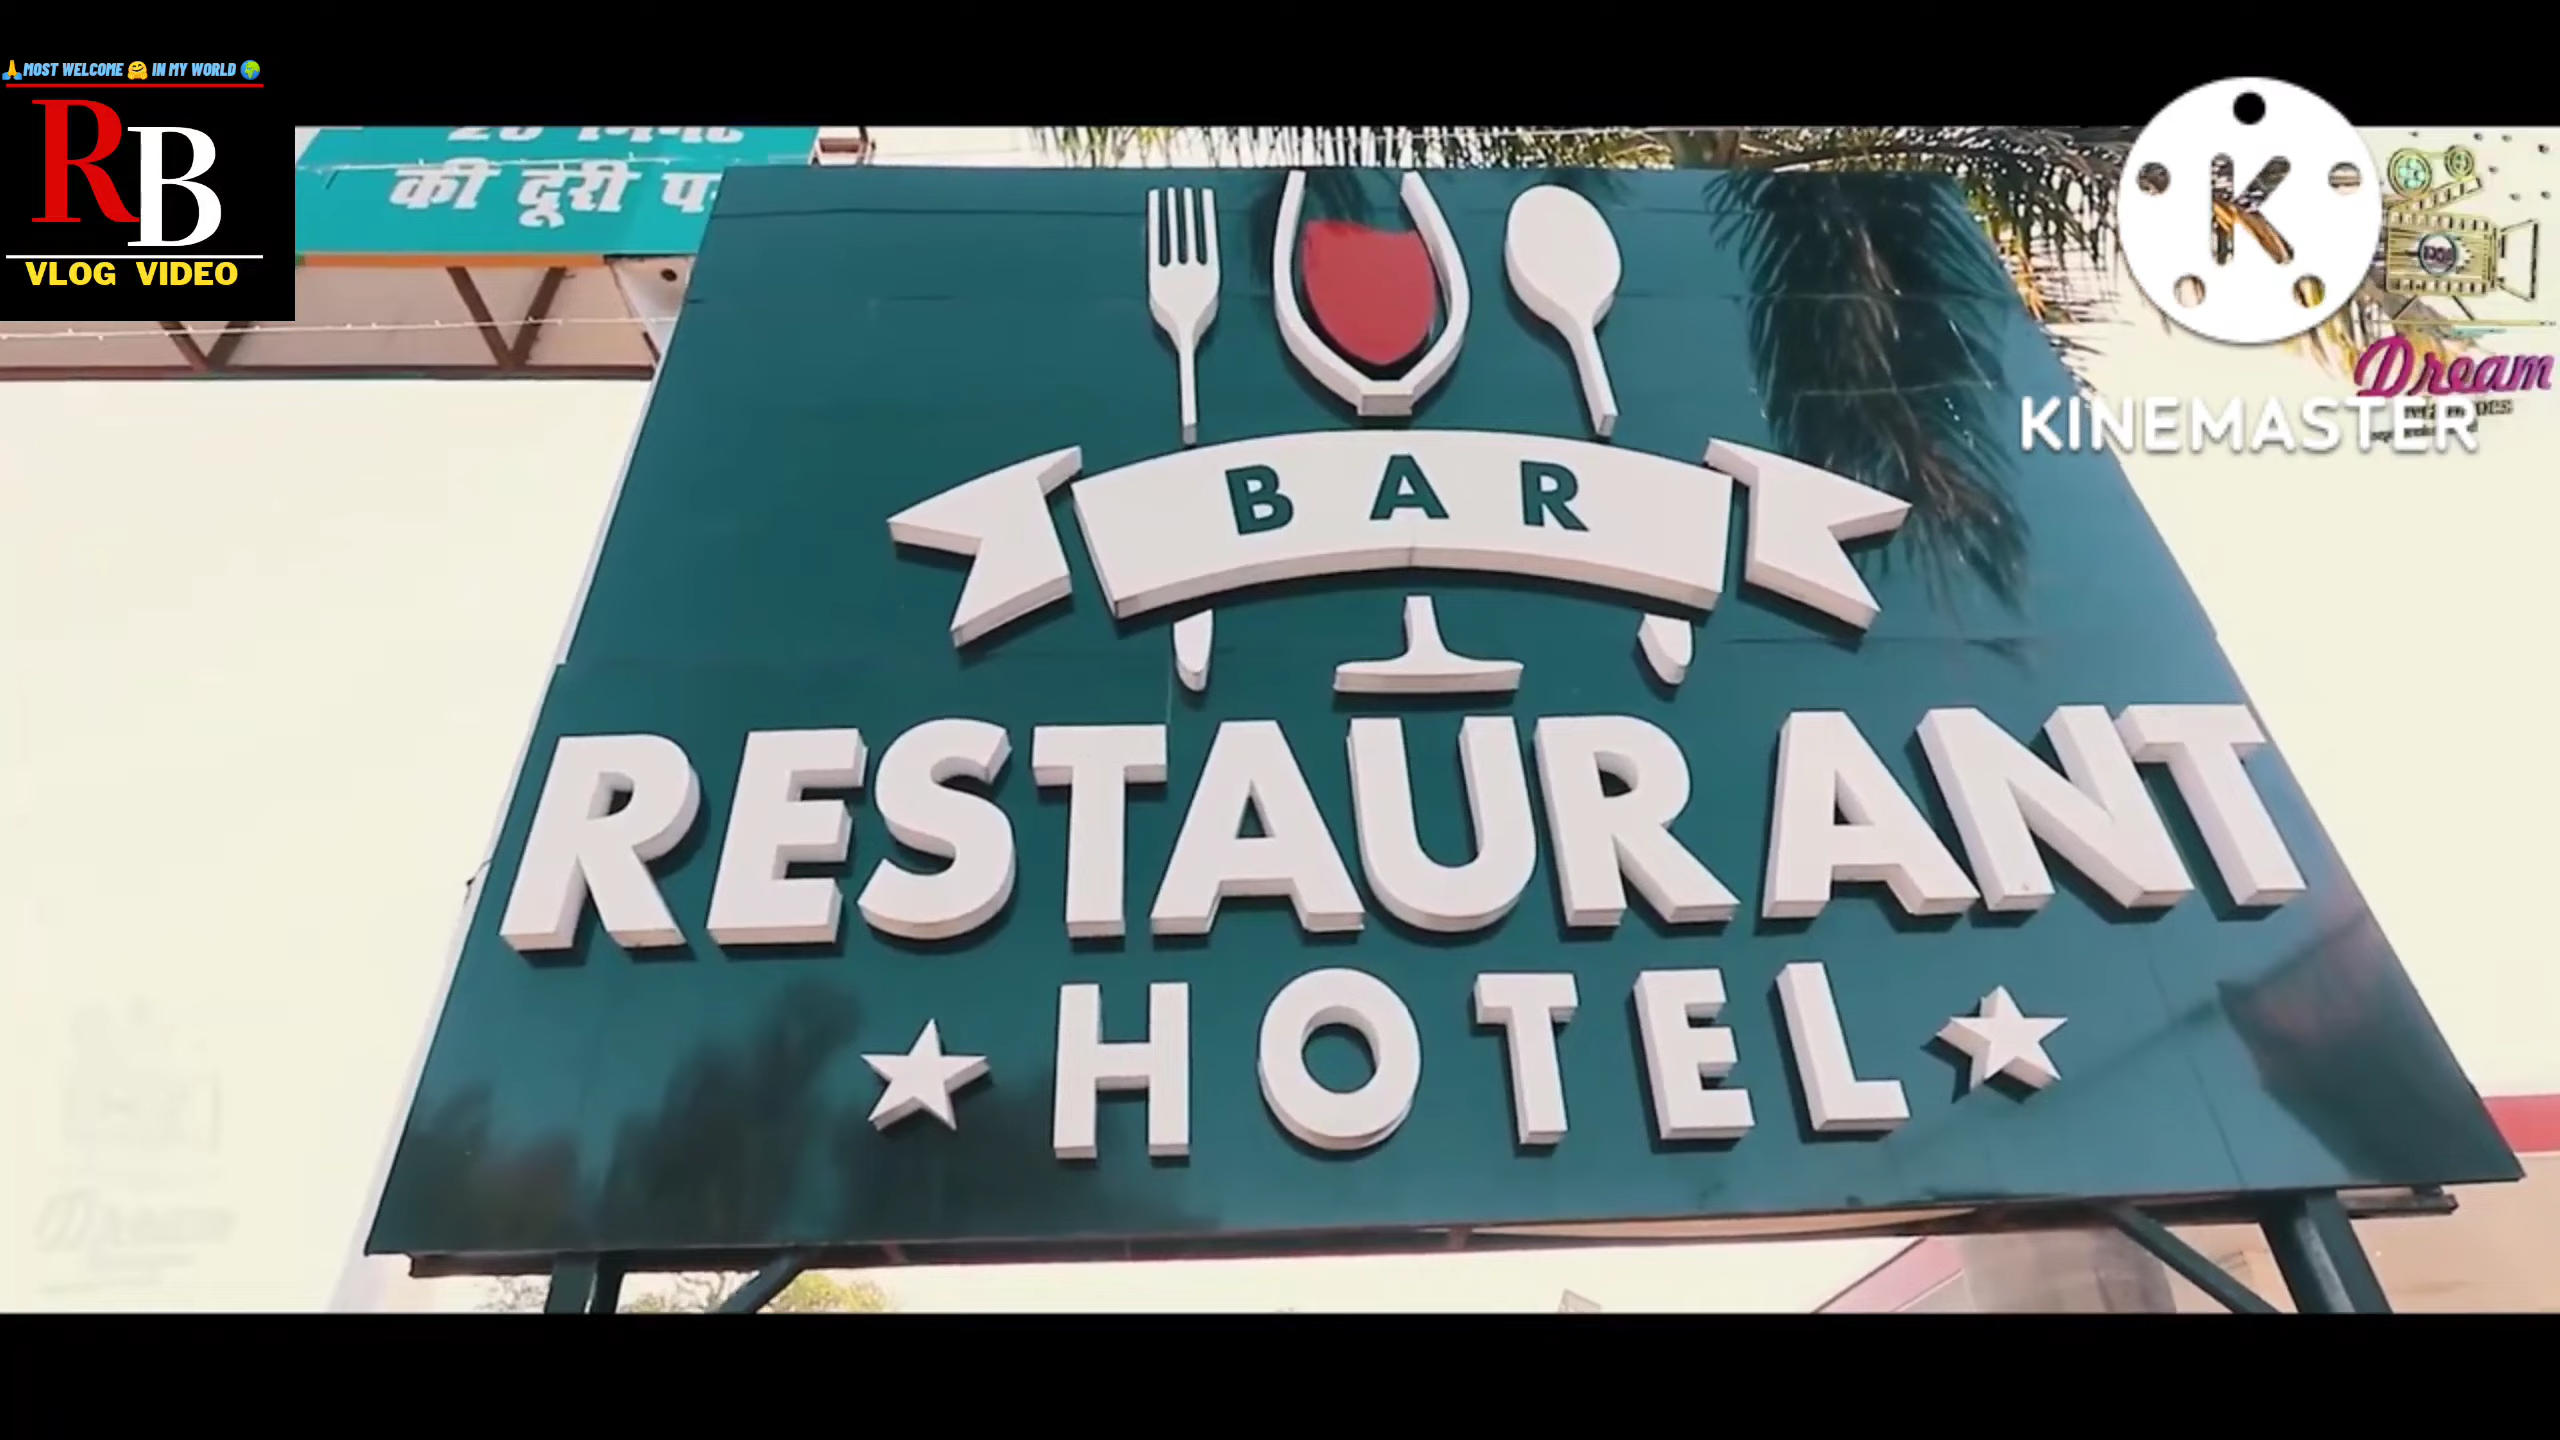 🙏MOST WELCOME 🤗 IN MY WORLD 🌍
RB
VLOG VIDEO
की दूरी
K
KINEMASTER
Dream
BAR
RESTAURANT
HOTEL